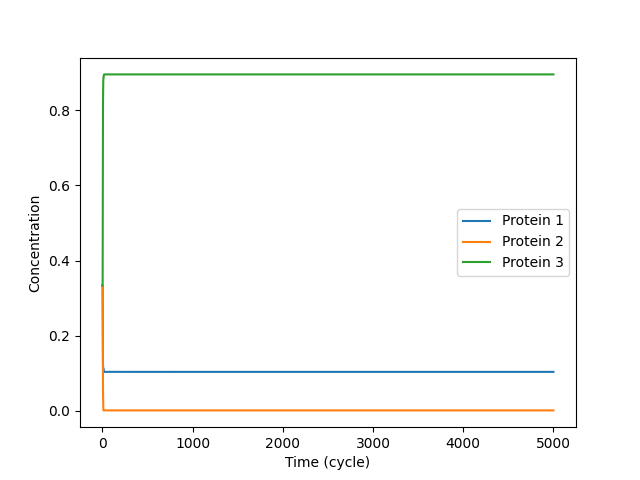 Concentration
0.8
0.6
0.4
0.2
0.0
Protein 1
Protein 2
Protein 3
0 1000 2000 3000 4000 5000
Time (cycle)